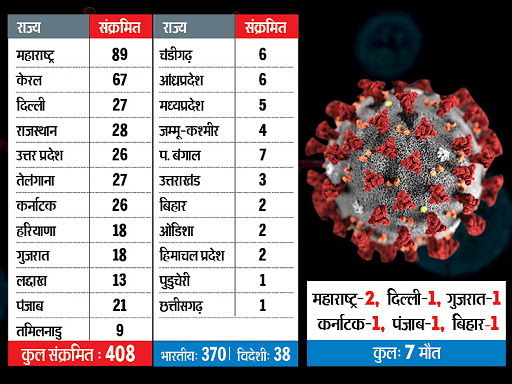 राज्य संक्रमित
महाराष्ट्र 89
केरल 67
दिल्ली 27
राजस्थान 28
उत्तर प्रदेश 26
तेलंगाना 27
कर्नाटक 26
हरियाणा 18
गुजरात 18
लद्दाख 13
पंजाब 21
तमिलनाडु 9
कुल संक्रमित : 408
राज्य संक्रमित
चंडीगढ़ 6
आंध्रप्रदेश 6
मध्यप्रदेश 5
जम्मू-कश्मीर 4
प. बंगाल 7
उत्तराखंड 3
बिहार 2
ओडिशा 2
हिमाचल प्रदेश 2
पुडुचेरी 1
छत्तीसगढ़ 1
भारतीय: 370 | विदेशी: 38
महाराष्ट्र-2, दिल्ली-1, गुजरात-1
कर्नाटक-1, पंजाब-1, बिहार-1
कुल: 7 मौत